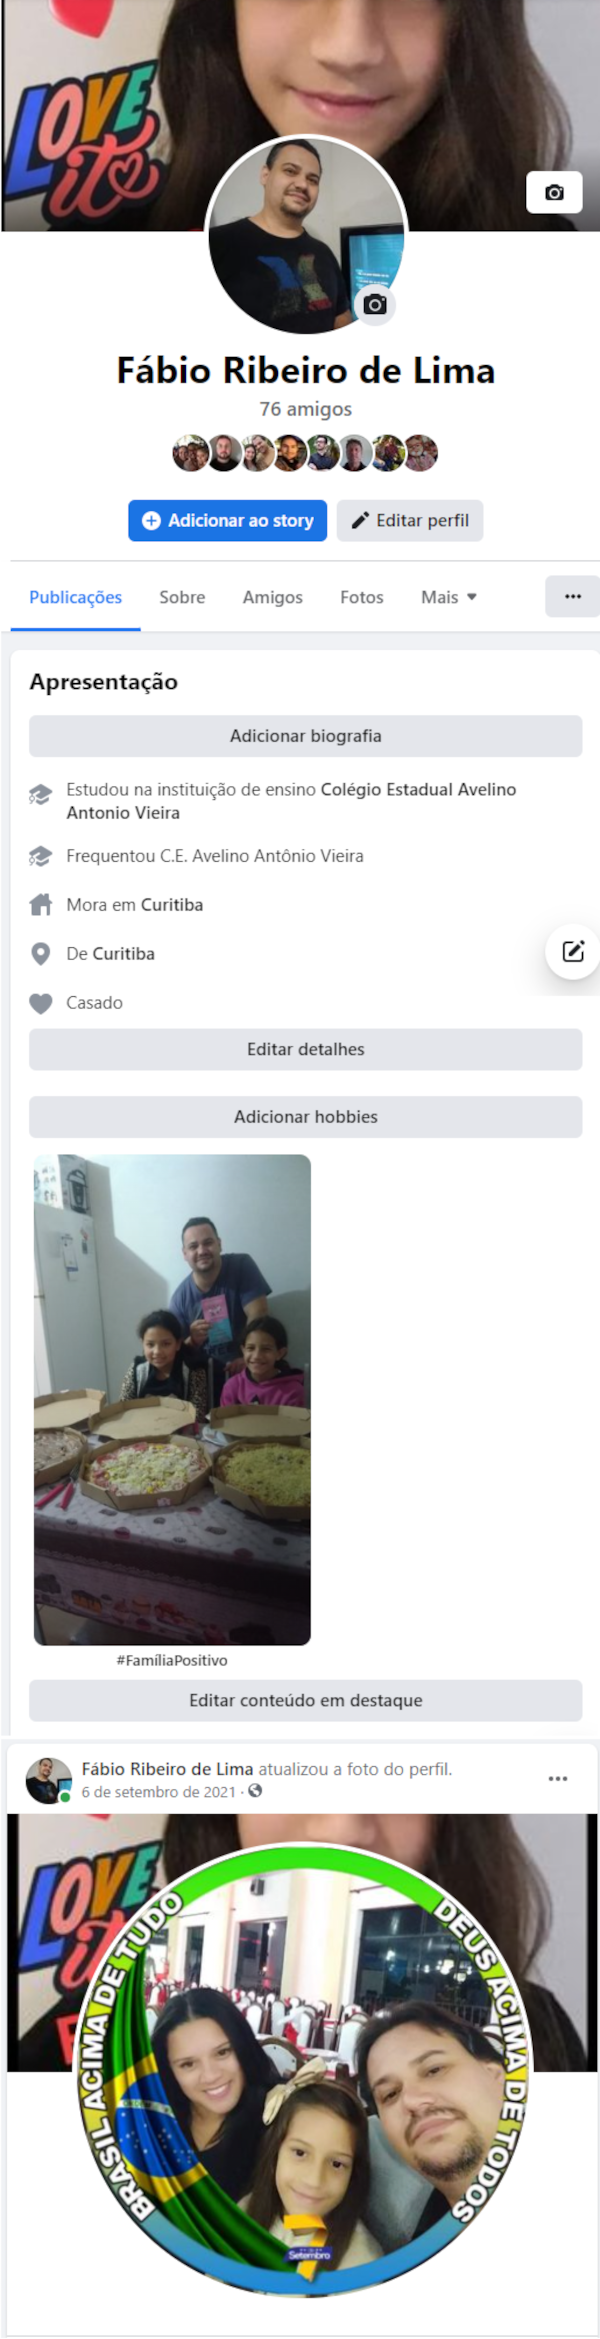 LOVE
it
Fábio Ribeiro de Lima
76 amigos
Adicionar ao story
Editar perfil
Publicações
Sobre
Amigos
Fotos
Mais
Apresentação
Adicionar biografia
Estudou na instituição de ensino Colégio Estadual Avelino
Antonio Vieira
Frequentou C.E. Avelino Antônio Vieira
Mora em Curitiba
De Curitiba
Casado
Editar detalhes
Adicionar hobbies
#FamíliaPositivo
Editar conteúdo em destaque
Fábio Ribeiro de Lima atualizou a foto do perfil.
6 de setembro de 2021 ·
LOVE
it
BRASIL ACIMA DE TUDO
DEUS ACIMA DE TODOS
7
Setembro